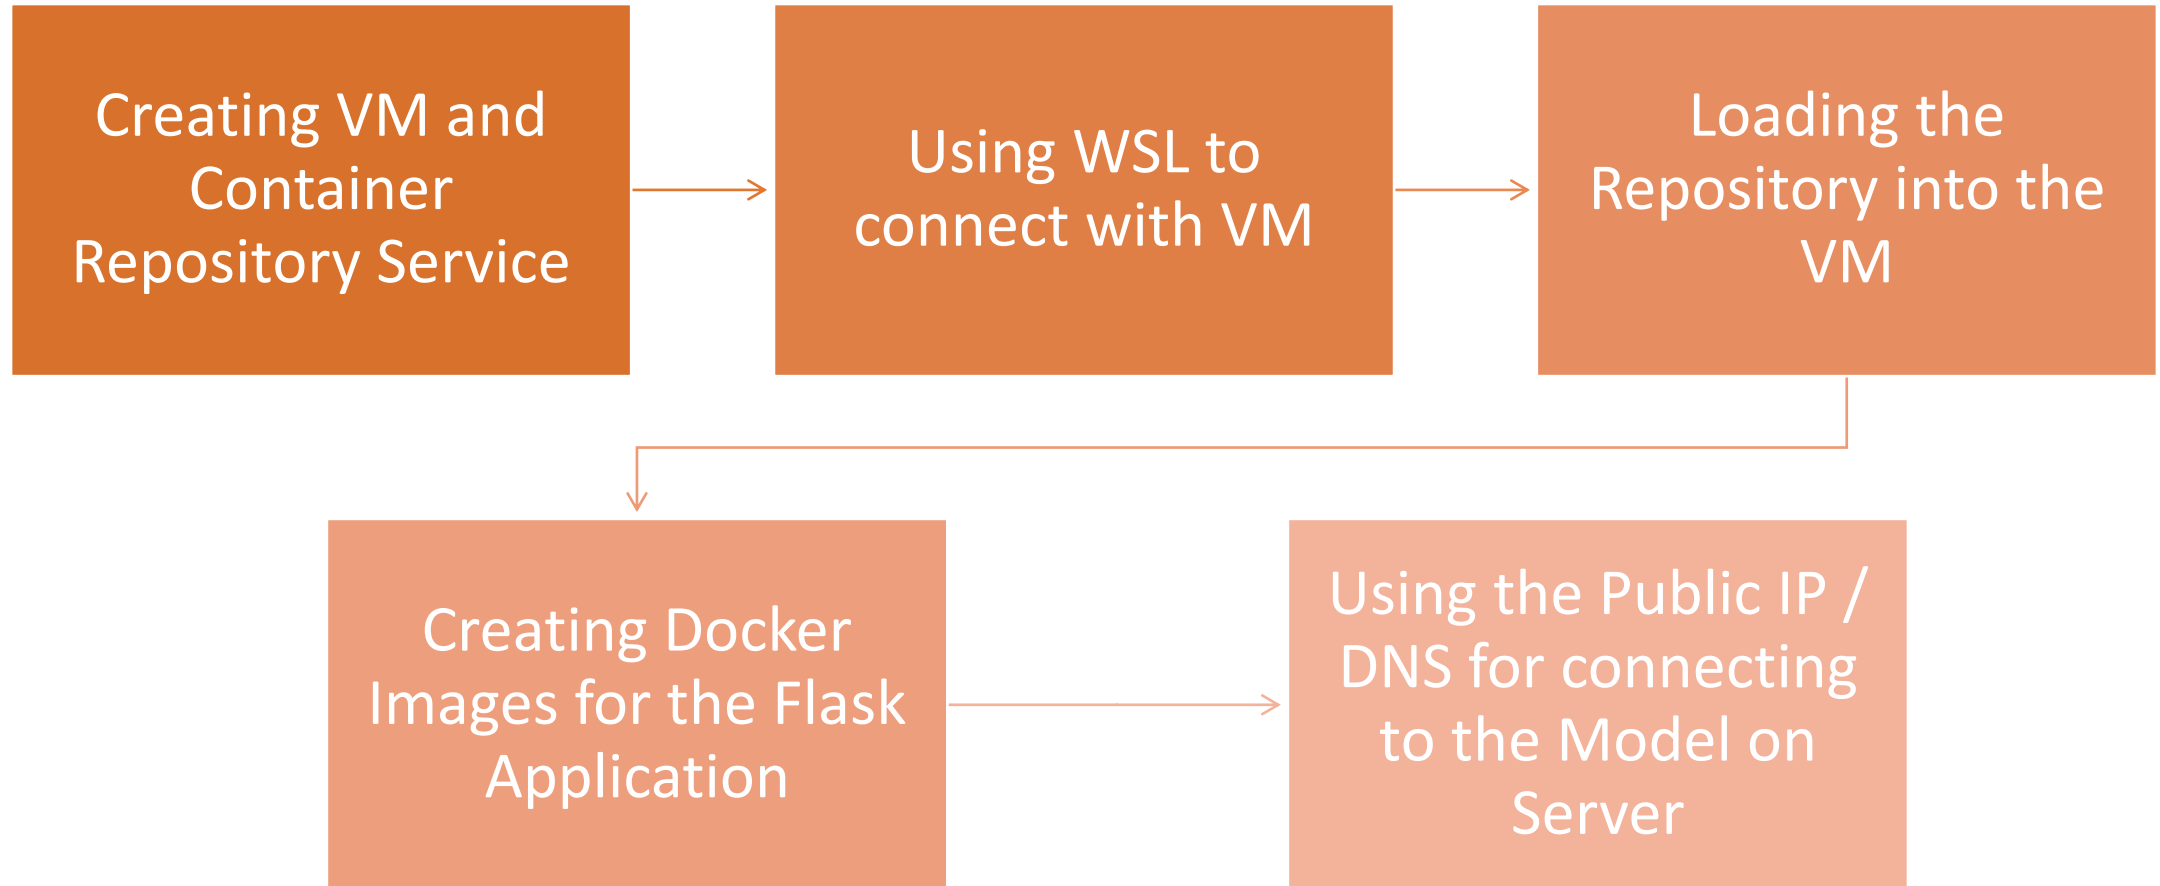 Creating VM and
Container
Repository Service
Using WSL to
connect with VM
Loading the
Repository into the
VM
Creating Docker
Images for the Flask
Application
Using the Public IP /
DNS for connecting
to the Model on
Server